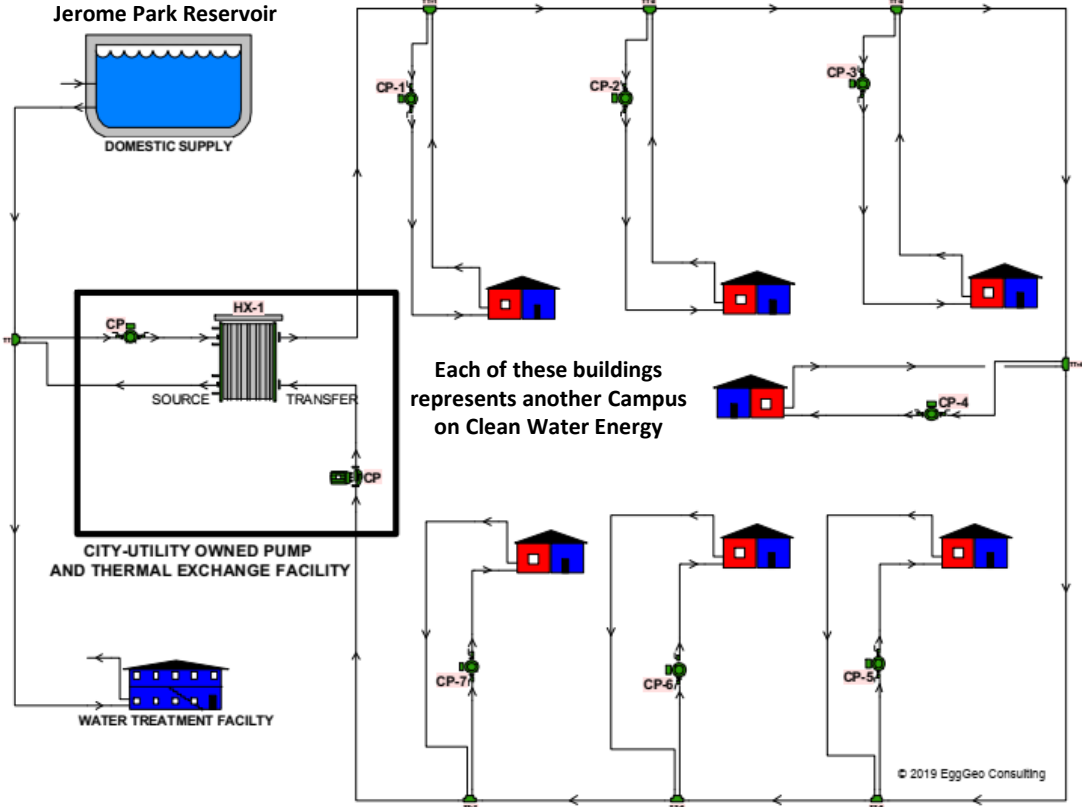 Jerome Park Reservoir
DOMESTIC SUPPLY
CP-1
CP-2
CP-3
HX-1
CP
SOURCE
TRANSFER
CP
CITY-UTILITY OWNED PUMP
AND THERMAL EXCHANGE FACILITY
Each of these buildings
represents another Campus
on Clean Water Energy
CP-4
CP-7
CP-6
CP-5
WATER TREATMENT FACILTY
© 2019 EggGeo Consulting